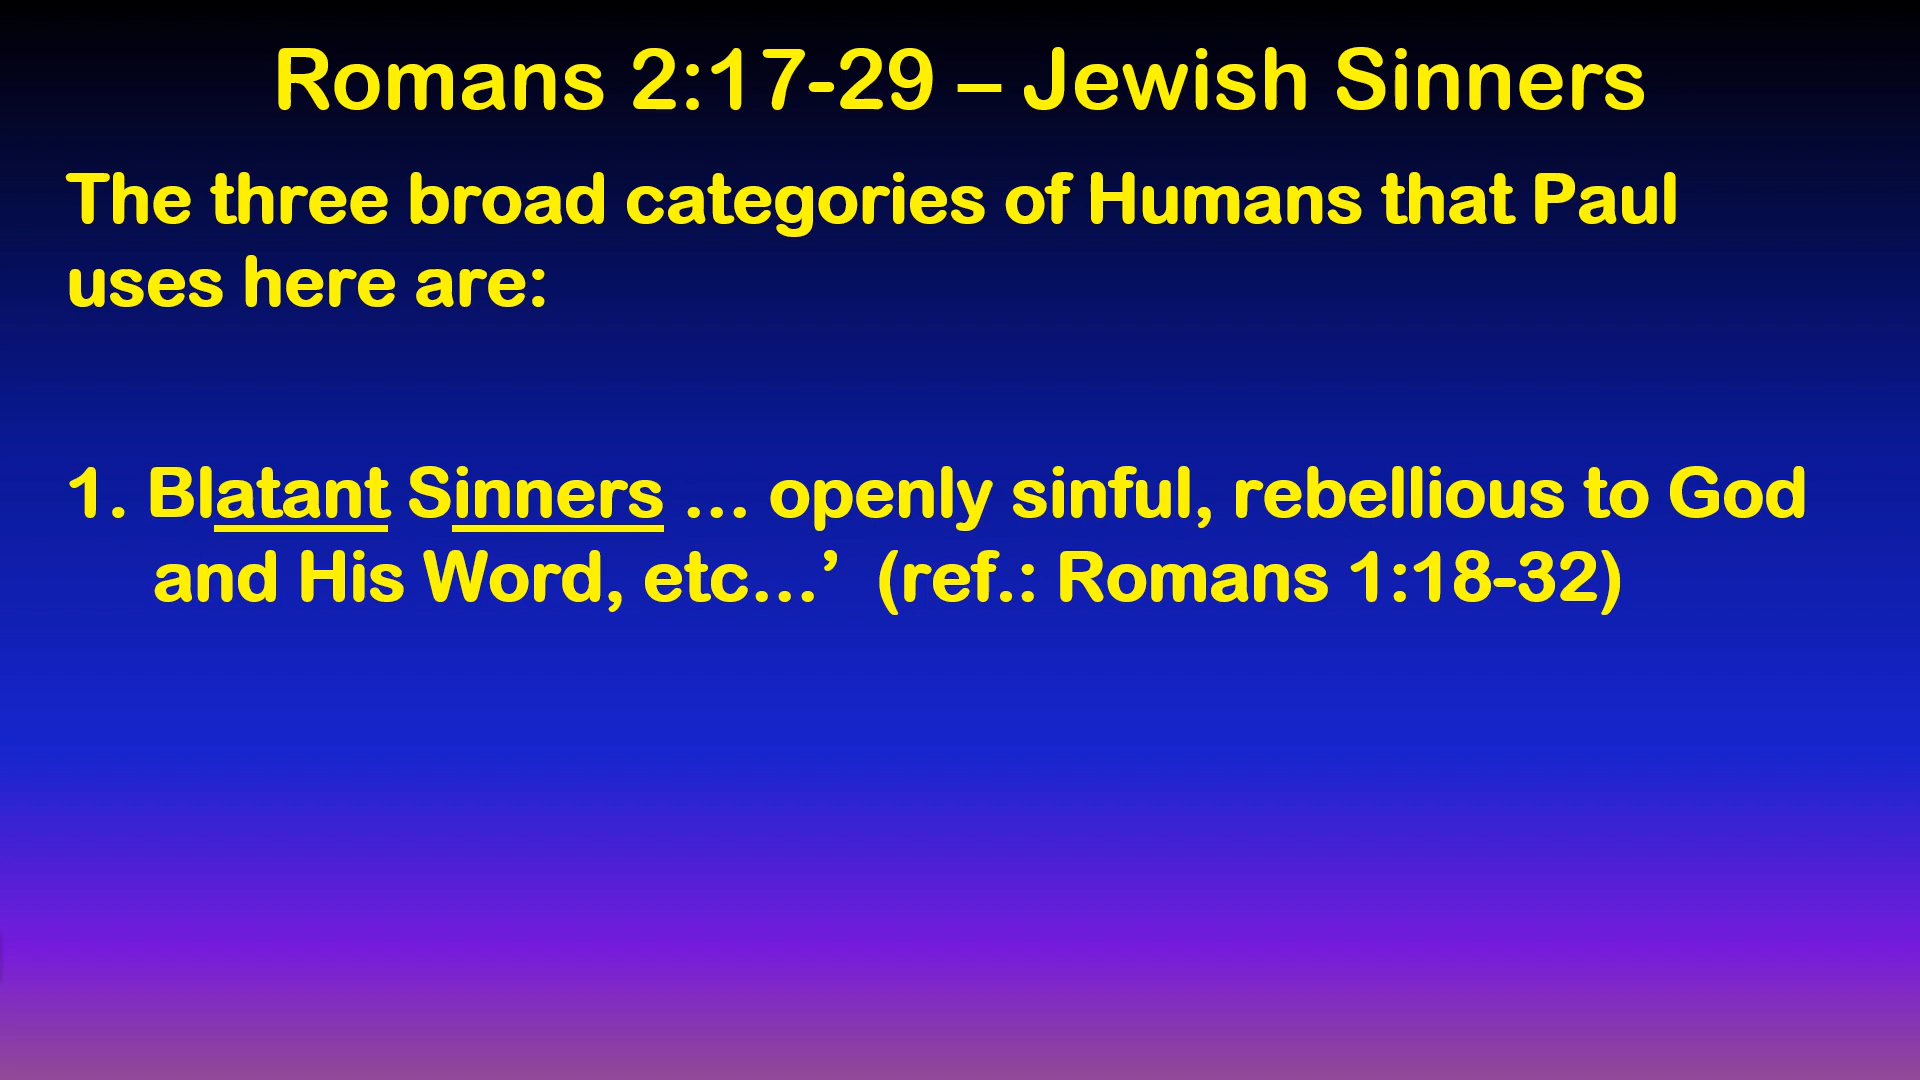 Romans 2:17-29 – Jewish Sinners
The three broad categories of Humans that Paul
uses here are:
1. Blatant Sinners … openly sinful, rebellious to God
and His Word, etc…’ (ref.: Romans 1:18-32)